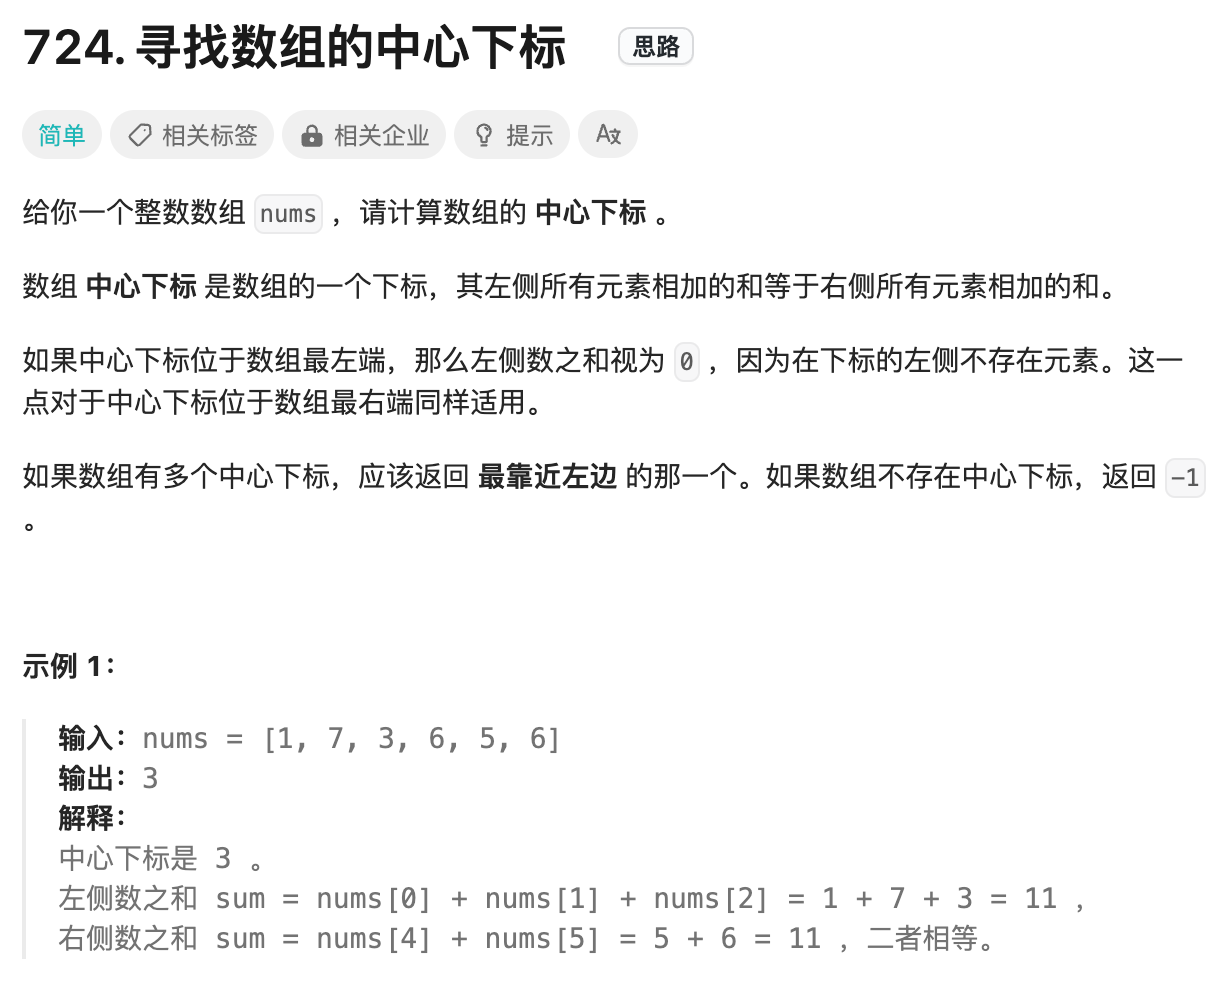 724. 寻找数组的中心下标 思路
简单 相关标签 相关企业 提示 A文
给你一个整数数组 nums ，请计算数组的 中心下标 。
数组 中心下标 是数组的一个下标，其左侧所有元素相加的和等于右侧所有元素相加的和。
如果中心下标位于数组最左端，那么左侧数之和视为 0 ，因为在下标的左侧不存在元素。这一
点对于中心下标位于数组最右端同样适用。
如果数组有多个中心下标，应该返回 最靠近左边 的那一个。如果数组不存在中心下标，返回 -1
。
示例 1：
输入：nums = [1, 7, 3, 6, 5, 6]
输出：3
解释：
中心下标是 3 。
左侧数之和 sum = nums[0] + nums[1] + nums[2] = 1 + 7 + 3 = 11 ，
右侧数之和 sum = nums[4] + nums[5] = 5 + 6 = 11 ，二者相等。